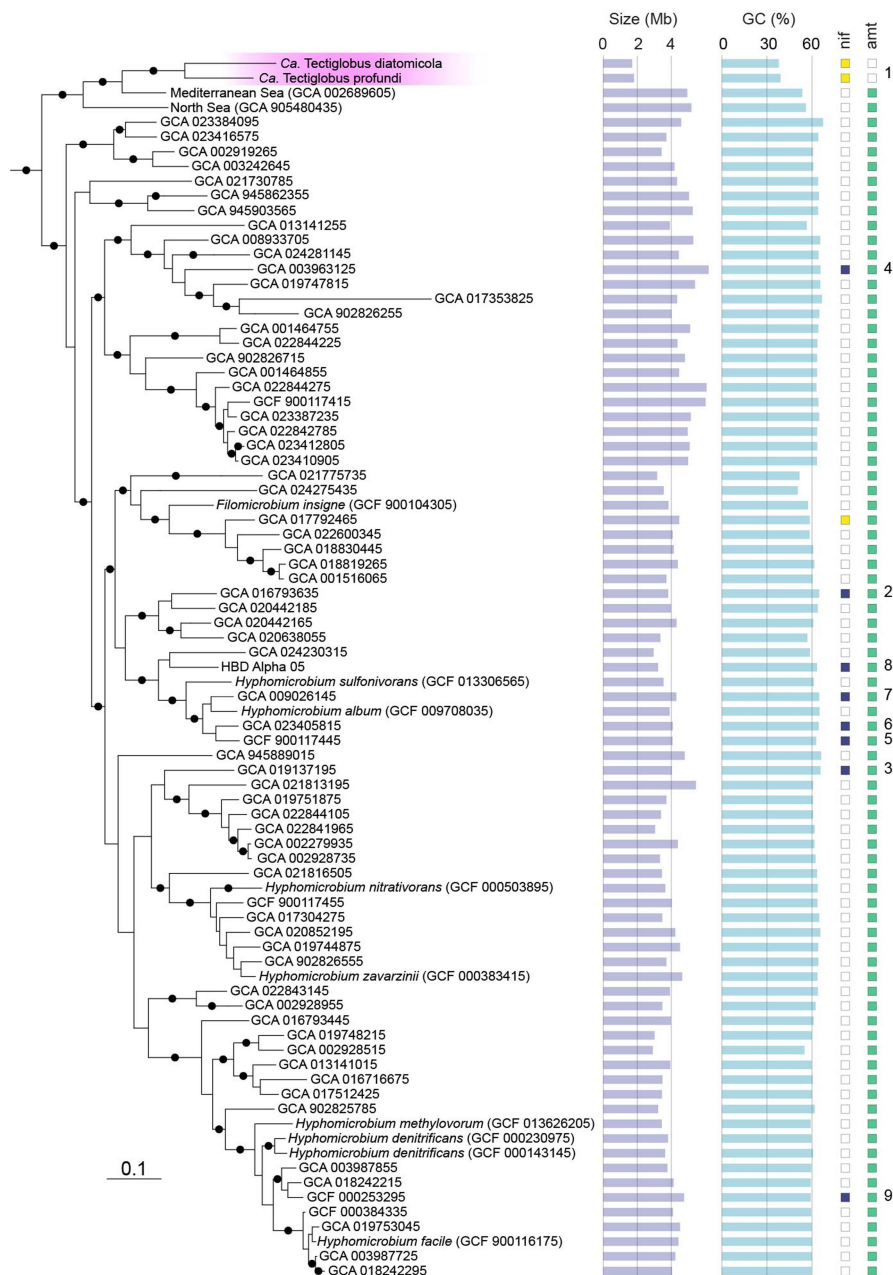 Size (Mb) GC (%) nif amt
0 2 4 0 30 60
Ca. Tectiglobus diatomicola
Ca. Tectiglobus profundi 1
Mediterranean Sea (GCA 002689605)
North Sea (GCA 905480435)
GCA 023384095
GCA 023416575
GCA 002919265
GCA 003242645
GCA 021730785
GCA 945862355
GCA 945903565
GCA 013141255
GCA 008933705
GCA 024281145
GCA 003963125 4
GCA 019747815
GCA 017353825
GCA 902826255
GCA 001464755
GCA 022844225
GCA 902826715
GCA 001464855
GCA 022844275
GCF 900117415
GCA 023387235
GCA 022842785
GCA 023412805
GCA 023410905
GCA 021775735
GCA 024275435
Filomicrobium insigne (GCF 900104305)
GCA 017792465
GCA 022600345
GCA 018830445
GCA 018819265
GCA 001516065
GCA 016793635 2
GCA 020442185
GCA 020442165
GCA 020638055
GCA 024230315
HBD Alpha 05 8
Hyphomicrobium sulfonivorans (GCF 013306565)
GCA 009026145 7
Hyphomicrobium album (GCF 009708035)
GCA 023405815 6
GCF 900117445 5
GCA 945889015
GCA 019137195 3
GCA 021813195
GCA 019751875
GCA 022844105
GCA 022841965
GCA 002279935
GCA 002928735
GCA 021816505
Hyphomicrobium nitrativorans (GCF 000503895)
GCF 900117455
GCA 017304275
GCA 020852195
GCA 019744875
GCA 902826555
Hyphomicrobium zavarzinii (GCF 000383415)
GCA 022843145
GCA 002928955
GCA 016793445
GCA 019748215
GCA 002928515
GCA 013141015
GCA 016716675
GCA 017512425
GCA 902825785
Hyphomicrobium methylovorum (GCF 013626205)
Hyphomicrobium denitrificans (GCF 000230975)
Hyphomicrobium denitrificans (GCF 000143145)
GCA 003987855
0.1
GCA 018242215
GCF 000253295 9
GCF 000384335
GCA 019753045
Hyphomicrobium facile (GCF 900116175)
GCA 003987725
GCA 018242295